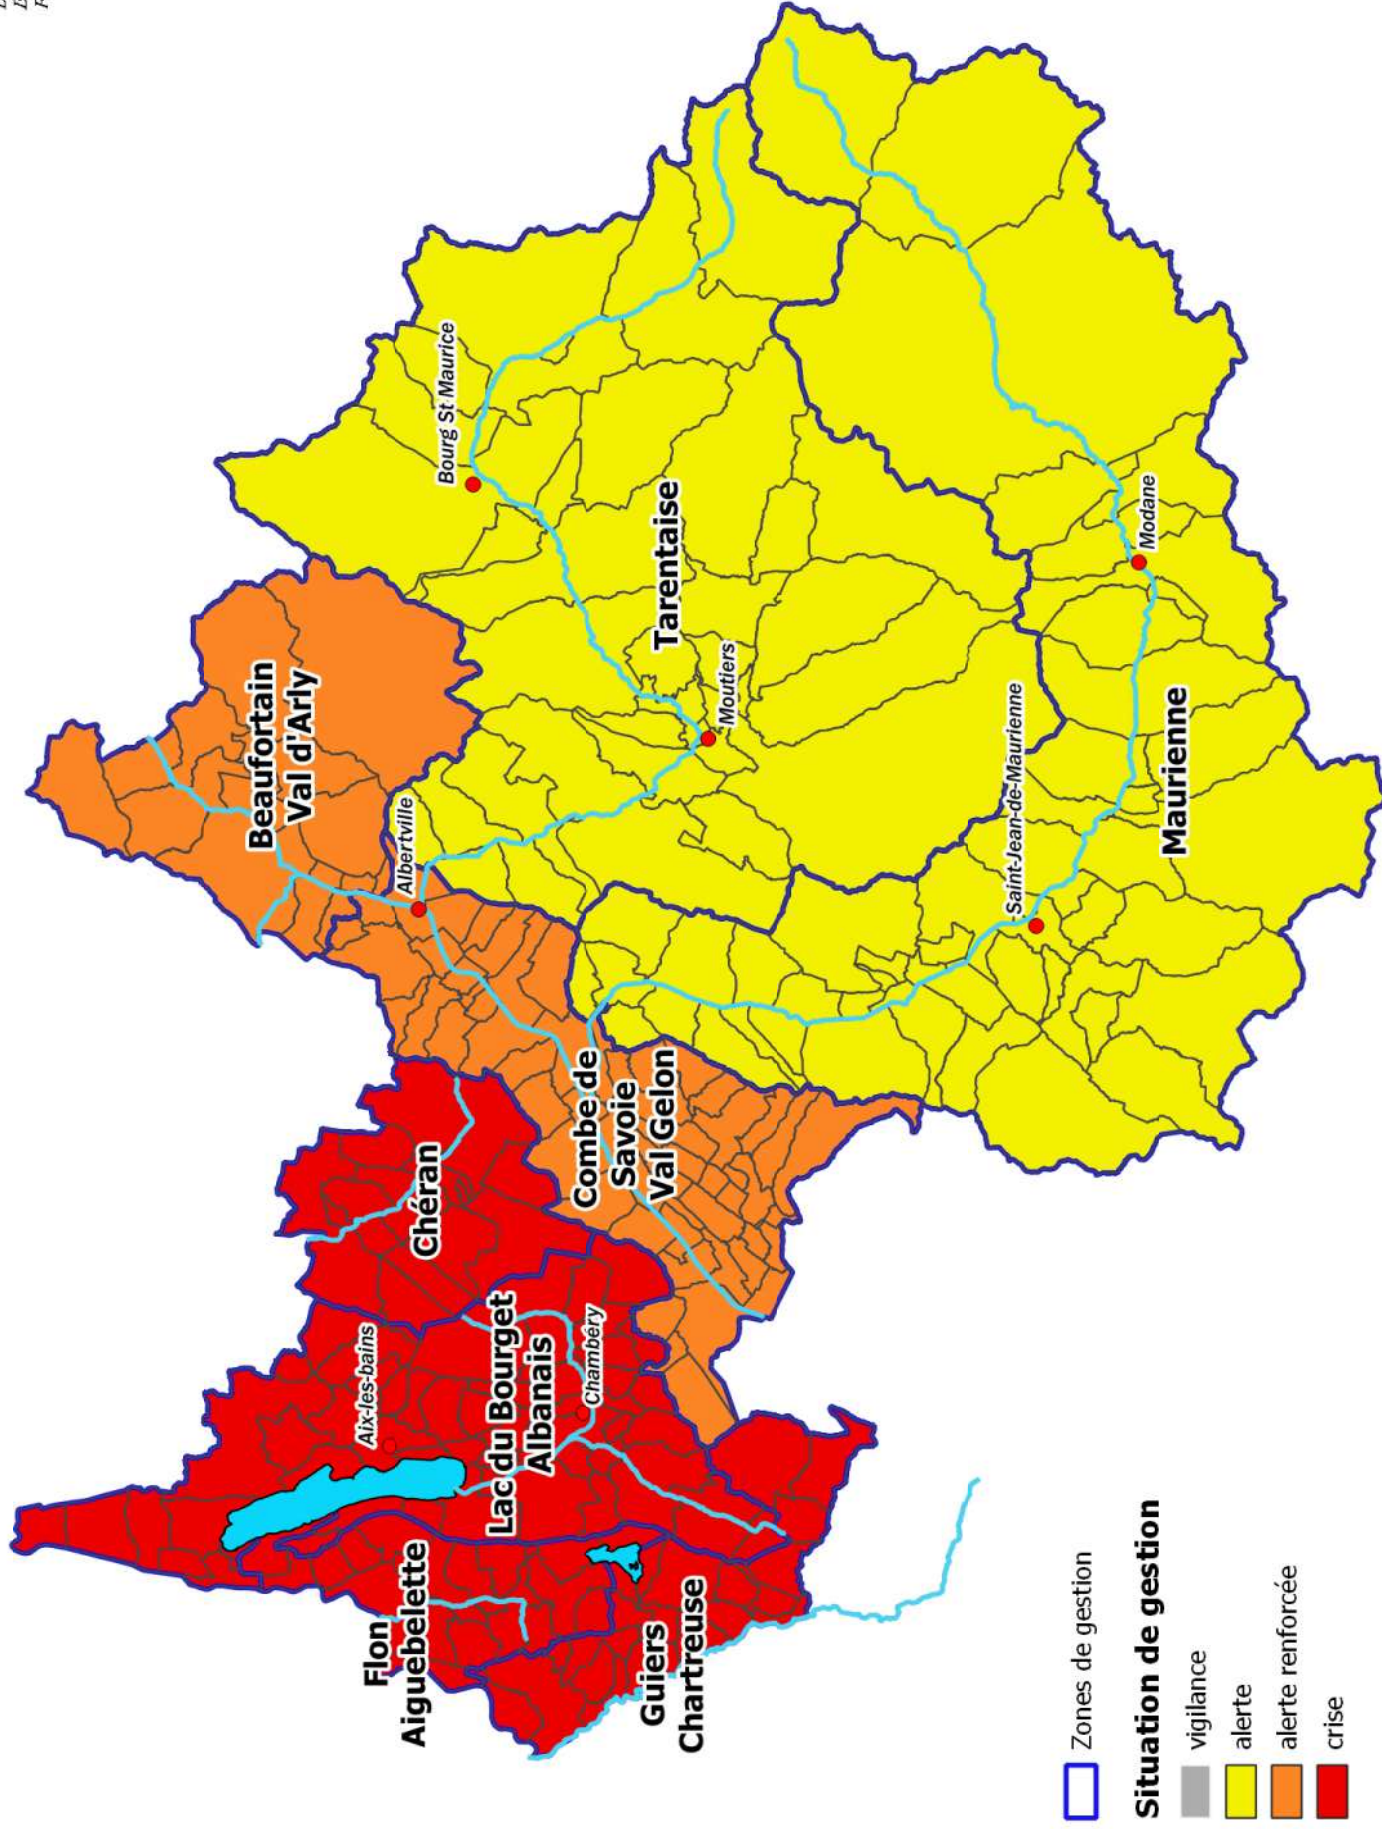 Beaufortain
Val d'Arly
Bourg St Maurice
Albertville
Tarentaise
Moutiers
Chéran
Combe de
Savoie
Val Gelon
Aix-les-bains
Lac du Bourget
Albanais
Chambéry
Flon
Aiguebelette
Guiers
Chartreuse
Saint-Jean-de-Maurienne
Modane
Maurienne
Zones de gestion
Situation de gestion
vigilance
alerte
alerte renforcée
crise